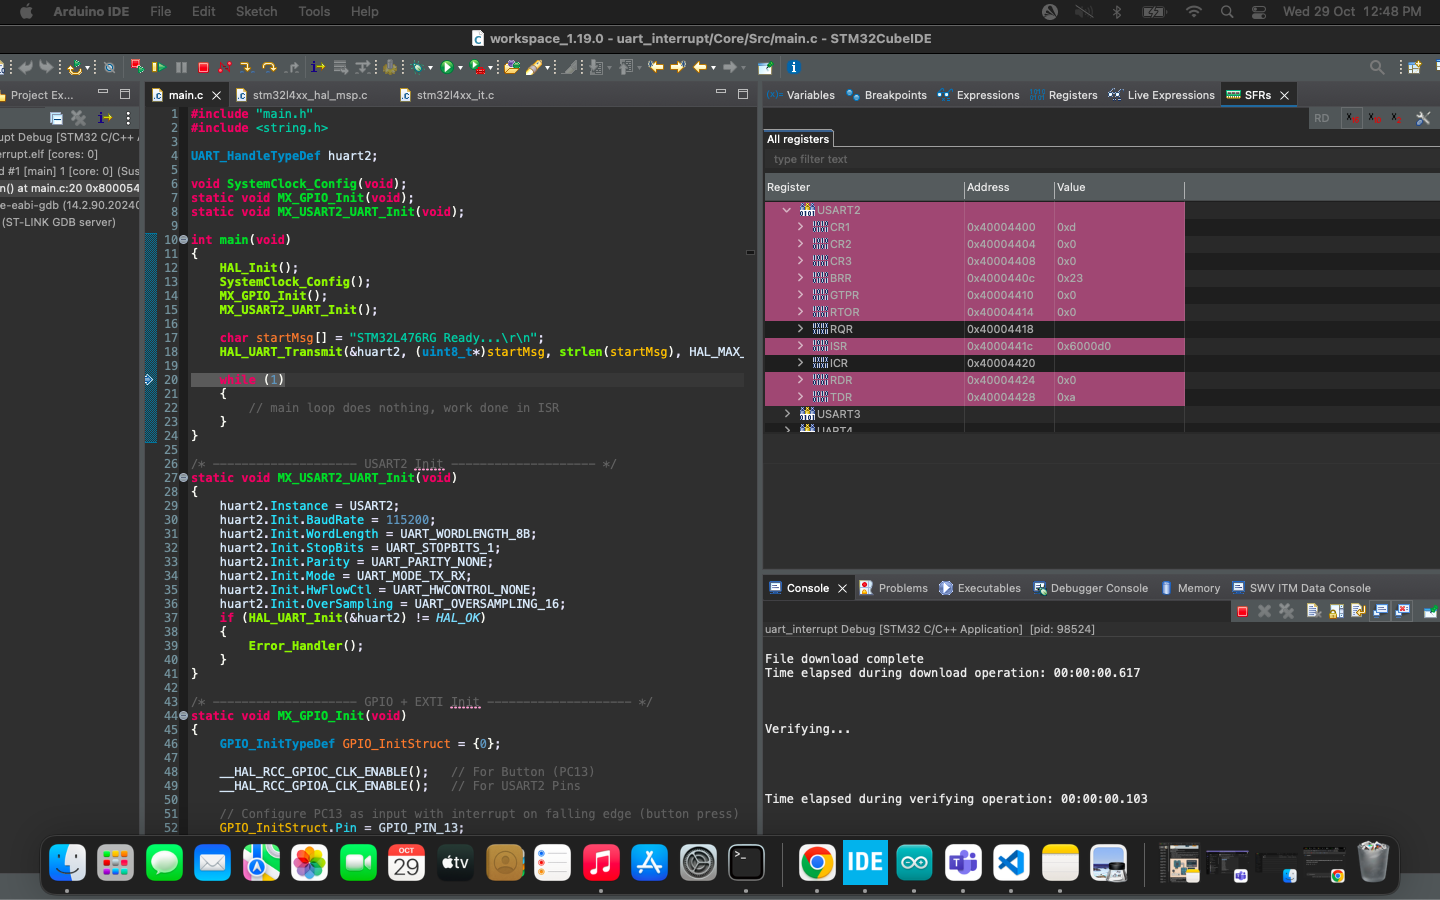 Arduino IDE File Edit Sketch Tools Help Wed 29 Oct 12:48 PM
workspace_1.19.0 - uart_interrupt/Core/Src/main.c - STM32CubeIDE
Project Ex...
upt Debug [STM32 C/C++ A
errupt.elf [cores: 0]
d #1 [main] 1 [core: 0] (Sus
n() at main.c:20 0x800054
e-eabi-gdb (14.2.90.20240
(ST-LINK GDB server)
main.c stm32l4xx_hal_msp.c stm32l4xx_it.c
1 #include "main.h"
2 #include <string.h>
3
4 UART_HandleTypeDef huart2;
5
6 void SystemClock_Config(void);
7 static void MX_GPIO_Init(void);
8 static void MX_USART2_UART_Init(void);
9
10 int main(void)
11 {
12 HAL_Init();
13 SystemClock_Config();
14 MX_GPIO_Init();
15 MX_USART2_UART_Init();
16
17 char startMsg[] = "STM32L476RG Ready...\r\n";
18 HAL_UART_Transmit(&huart2, (uint8_t*)startMsg, strlen(startMsg), HAL_MAX_
19
20 while (1)
21 {
22 // main loop does nothing, work done in ISR
23 }
24 }
25
26 /* -------------------- USART2 Init -------------------- */
27 static void MX_USART2_UART_Init(void)
28 {
29 huart2.Instance = USART2;
30 huart2.Init.BaudRate = 115200;
31 huart2.Init.WordLength = UART_WORDLENGTH_8B;
32 huart2.Init.StopBits = UART_STOPBITS_1;
33 huart2.Init.Parity = UART_PARITY_NONE;
34 huart2.Init.Mode = UART_MODE_TX_RX;
35 huart2.Init.HwFlowCtl = UART_HWCONTROL_NONE;
36 huart2.Init.OverSampling = UART_OVERSAMPLING_16;
37 if (HAL_UART_Init(&huart2) != HAL_OK)
38 {
39 Error_Handler();
40 }
41 }
42
43 /* -------------------- GPIO + EXTI Init -------------------- */
44 static void MX_GPIO_Init(void)
45 {
46 GPIO_InitTypeDef GPIO_InitStruct = {0};
47
48 __HAL_RCC_GPIOC_CLK_ENABLE(); // For Button (PC13)
49 __HAL_RCC_GPIOA_CLK_ENABLE(); // For USART2 Pins
50
51 // Configure PC13 as input with interrupt on falling edge (button press)
52 GPIO_InitStruct.Pin = GPIO_PIN_13;
Variables Breakpoints Expressions Registers Live Expressions SFRs
RD X₁₆ X₁₀ X₂
All registers
type filter text
Register Address Value
USART2
CR1 0x40004400 0xd
CR2 0x40004404 0x0
CR3 0x40004408 0x0
BRR 0x4000440c 0x23
GTPR 0x40004410 0x0
RTOR 0x40004414 0x0
RQR 0x40004418
ISR 0x4000441c 0x6000d0
ICR 0x40004420
RDR 0x40004424 0x0
TDR 0x40004428 0xa
USART3
UART4
Console Problems Executables Debugger Console Memory SWV ITM Data Console
uart_interrupt Debug [STM32 C/C++ Application] [pid: 98524]
File download complete
Time elapsed during download operation: 00:00:00.617
Verifying...
Time elapsed during verifying operation: 00:00:00.103
OCT
29
tv
IDE